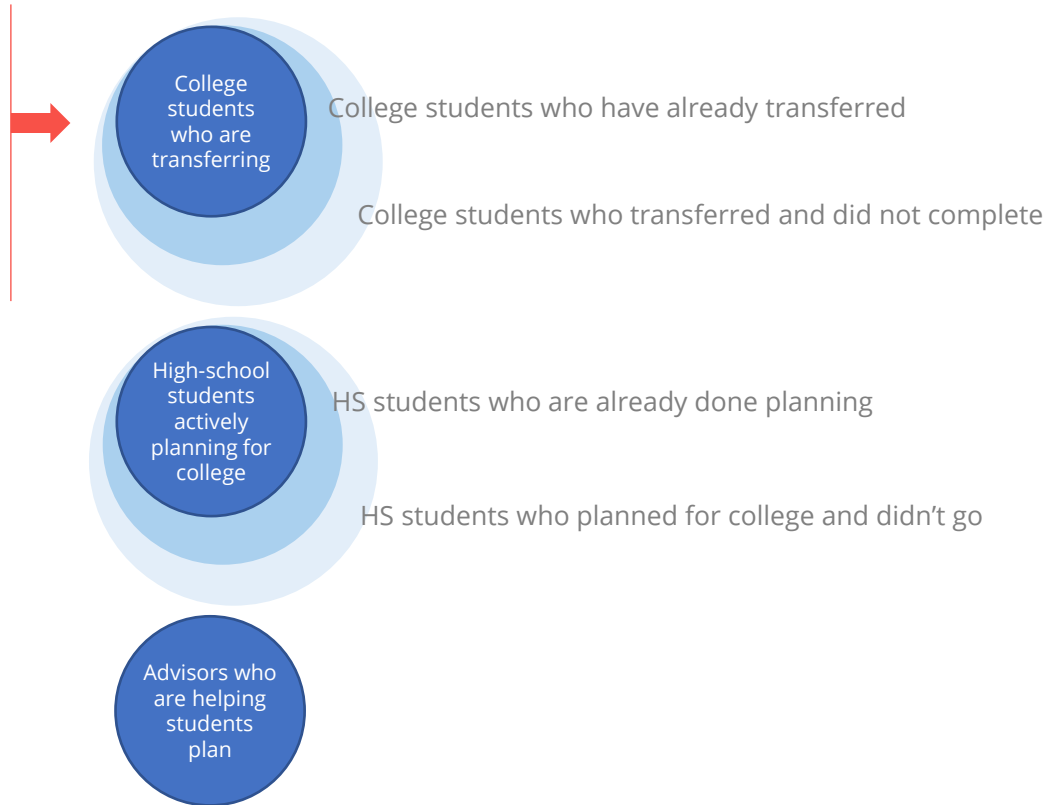 College
students
who are
transferring
College students who have already transferred
College students who transferred and did not complete
High-school
students
actively
planning for
college
HS students who are already done planning
HS students who planned for college and didn’t go
Advisors who
are helping
students
plan